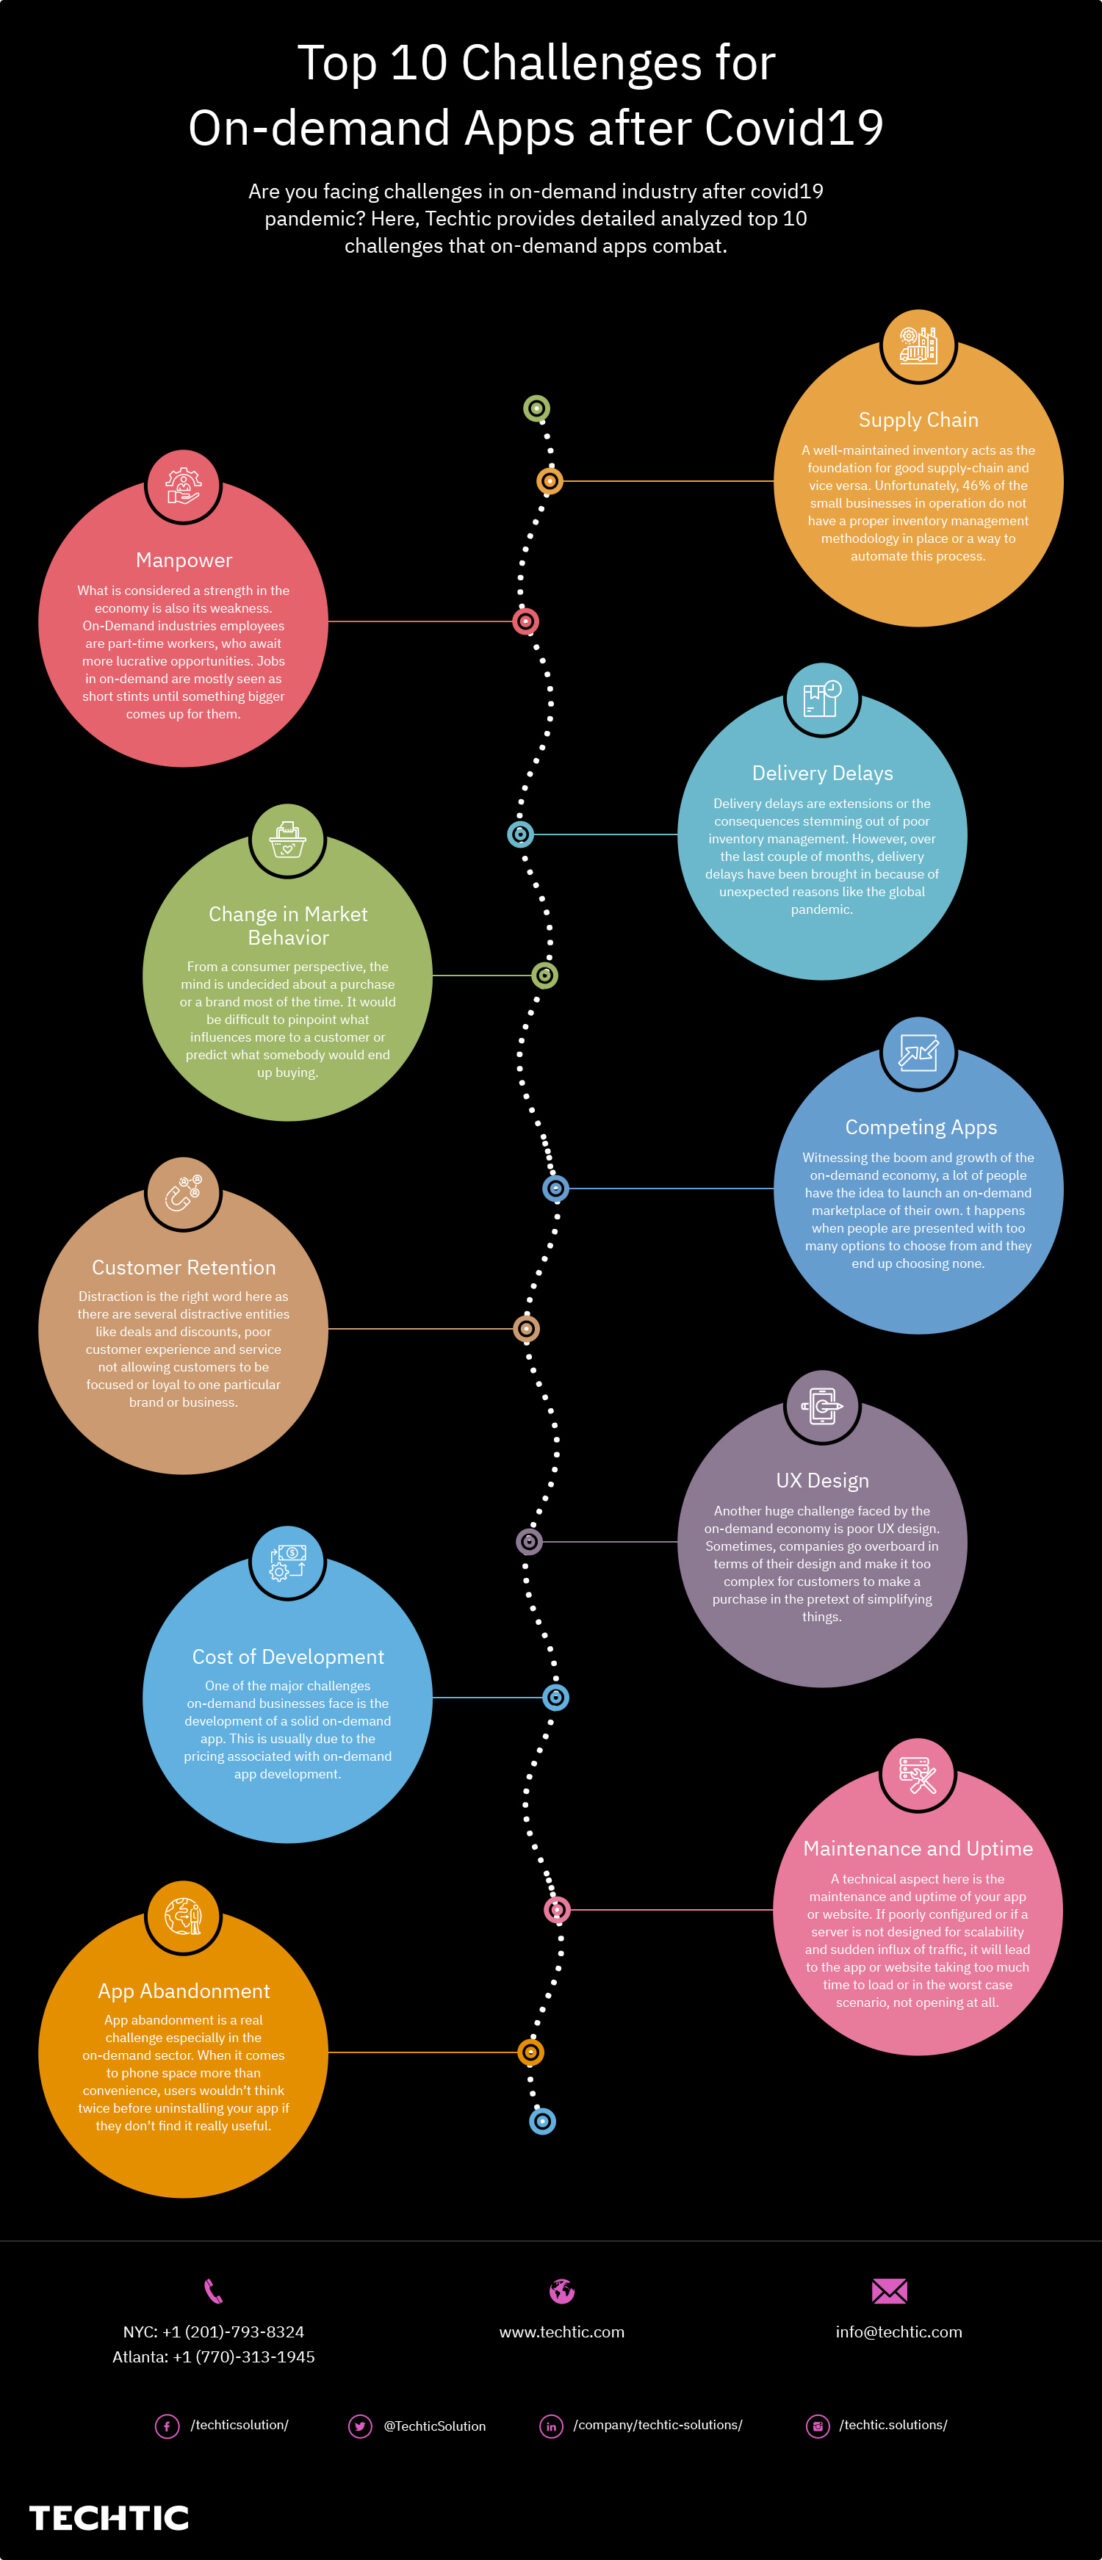 Top 10 Challenges for
On-demand Apps after Covid19
Are you facing challenges in on-demand industry after covid19
pandemic? Here, Techtic provides detailed analyzed top 10
challenges that on-demand apps combat.
Supply Chain
A well-maintained inventory acts as the
foundation for good supply-chain and
vice versa. Unfortunately, 46% of the
small businesses in operation do not
have a proper inventory management
methodology in place or a way to
automate this process.
Manpower
What is considered a strength in the
economy is also its weakness.
On-Demand industries employees
are part-time workers, who await
more lucrative opportunities. Jobs
in on-demand are mostly seen as
short stints until something bigger
comes up for them.
Delivery Delays
Delivery delays are extensions or the
consequences stemming out of poor
inventory management. However, over
the last couple of months, delivery
delays have been brought in because of
unexpected reasons like the global
pandemic.
Change in Market
Behavior
From a consumer perspective, the
mind is undecided about a purchase
or a brand most of the time. It would
be difficult to pinpoint what
influences more to a customer or
predict what somebody would end
up buying.
Competing Apps
Witnessing the boom and growth of the
on-demand economy, a lot of people
have the idea to launch an on-demand
marketplace of their own. t happens
when people are presented with too
many options to choose from and they
end up choosing none.
Customer Retention
Distraction is the right word here as
there are several distractive entities
like deals and discounts, poor
customer experience and service
not allowing customers to be
focused or loyal to one particular
brand or business.
UX Design
Another huge challenge faced by the
on-demand economy is poor UX design.
Sometimes, companies go overboard in
terms of their design and make it too
complex for customers to make a
purchase in the pretext of simplifying
things.
Cost of Development
One of the major challenges
on-demand businesses face is the
development of a solid on-demand
app. This is usually due to the
pricing associated with on-demand
app development.
Maintenance and Uptime
A technical aspect here is the
maintenance and uptime of your app
or website. If poorly configured or if a
server is not designed for scalability
and sudden influx of traffic, it will lead
to the app or website taking too much
time to load or in the worst case
scenario, not opening at all.
App Abandonment
App abandonment is a real
challenge especially in the
on-demand sector. When it comes
to phone space more than
convenience, users wouldn't think
twice before uninstalling your app if
they don't find it really useful.
NYC: +1 (201)-793-8324
Atlanta: +1 (770)-313-1945
www.techtic.com
info@techtic.com
/techticsolution/
@TechticSolution
/company/techtic-solutions/
/techtic.solutions/
TECHTIC